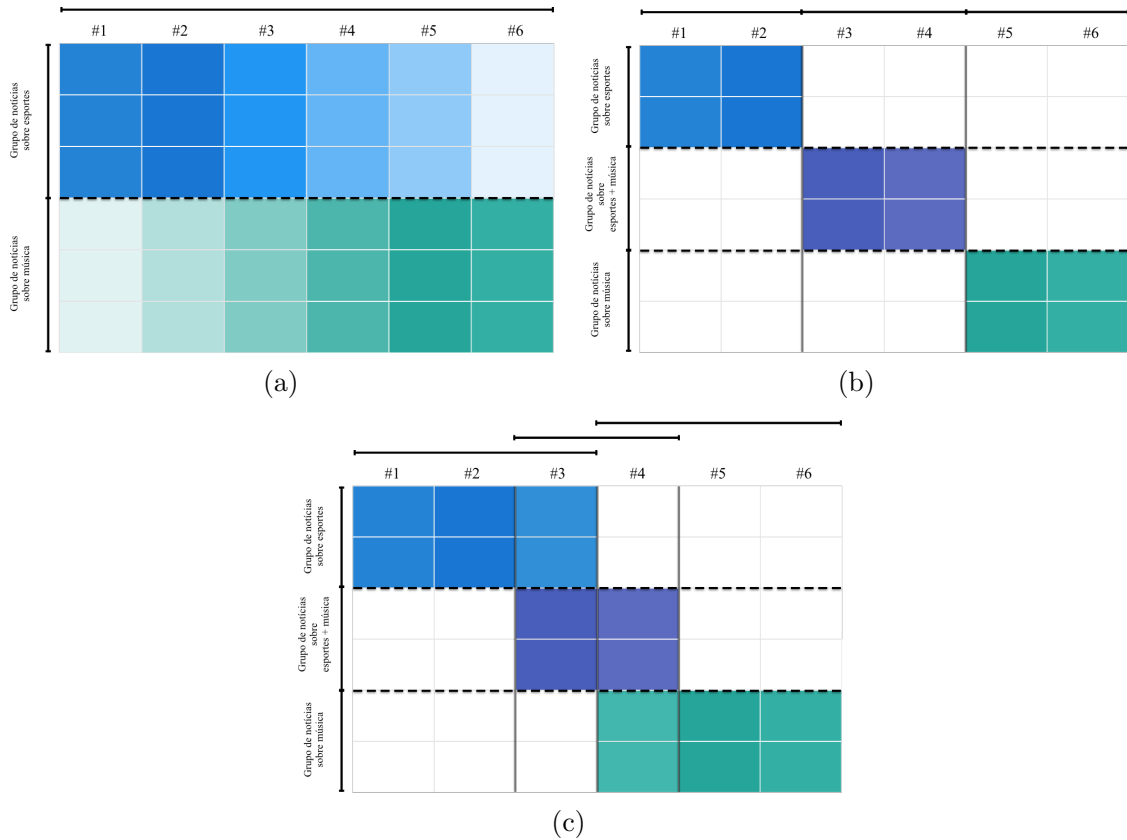 #1 #2 #3 #4 #5 #6
Grupo de notícias
sobre esportes
Grupo de notícias
sobre música
(a)
#1 #2 #3 #4 #5 #6
Grupo de notícias
sobre esportes
Grupo de notícias
sobre
esportes + música
Grupo de notícias
sobre música
(b)
#1 #2 #3 #4 #5 #6
Grupo de notícias
sobre esportes
Grupo de notícias
sobre
esportes + música
Grupo de notícias
sobre música
(c)